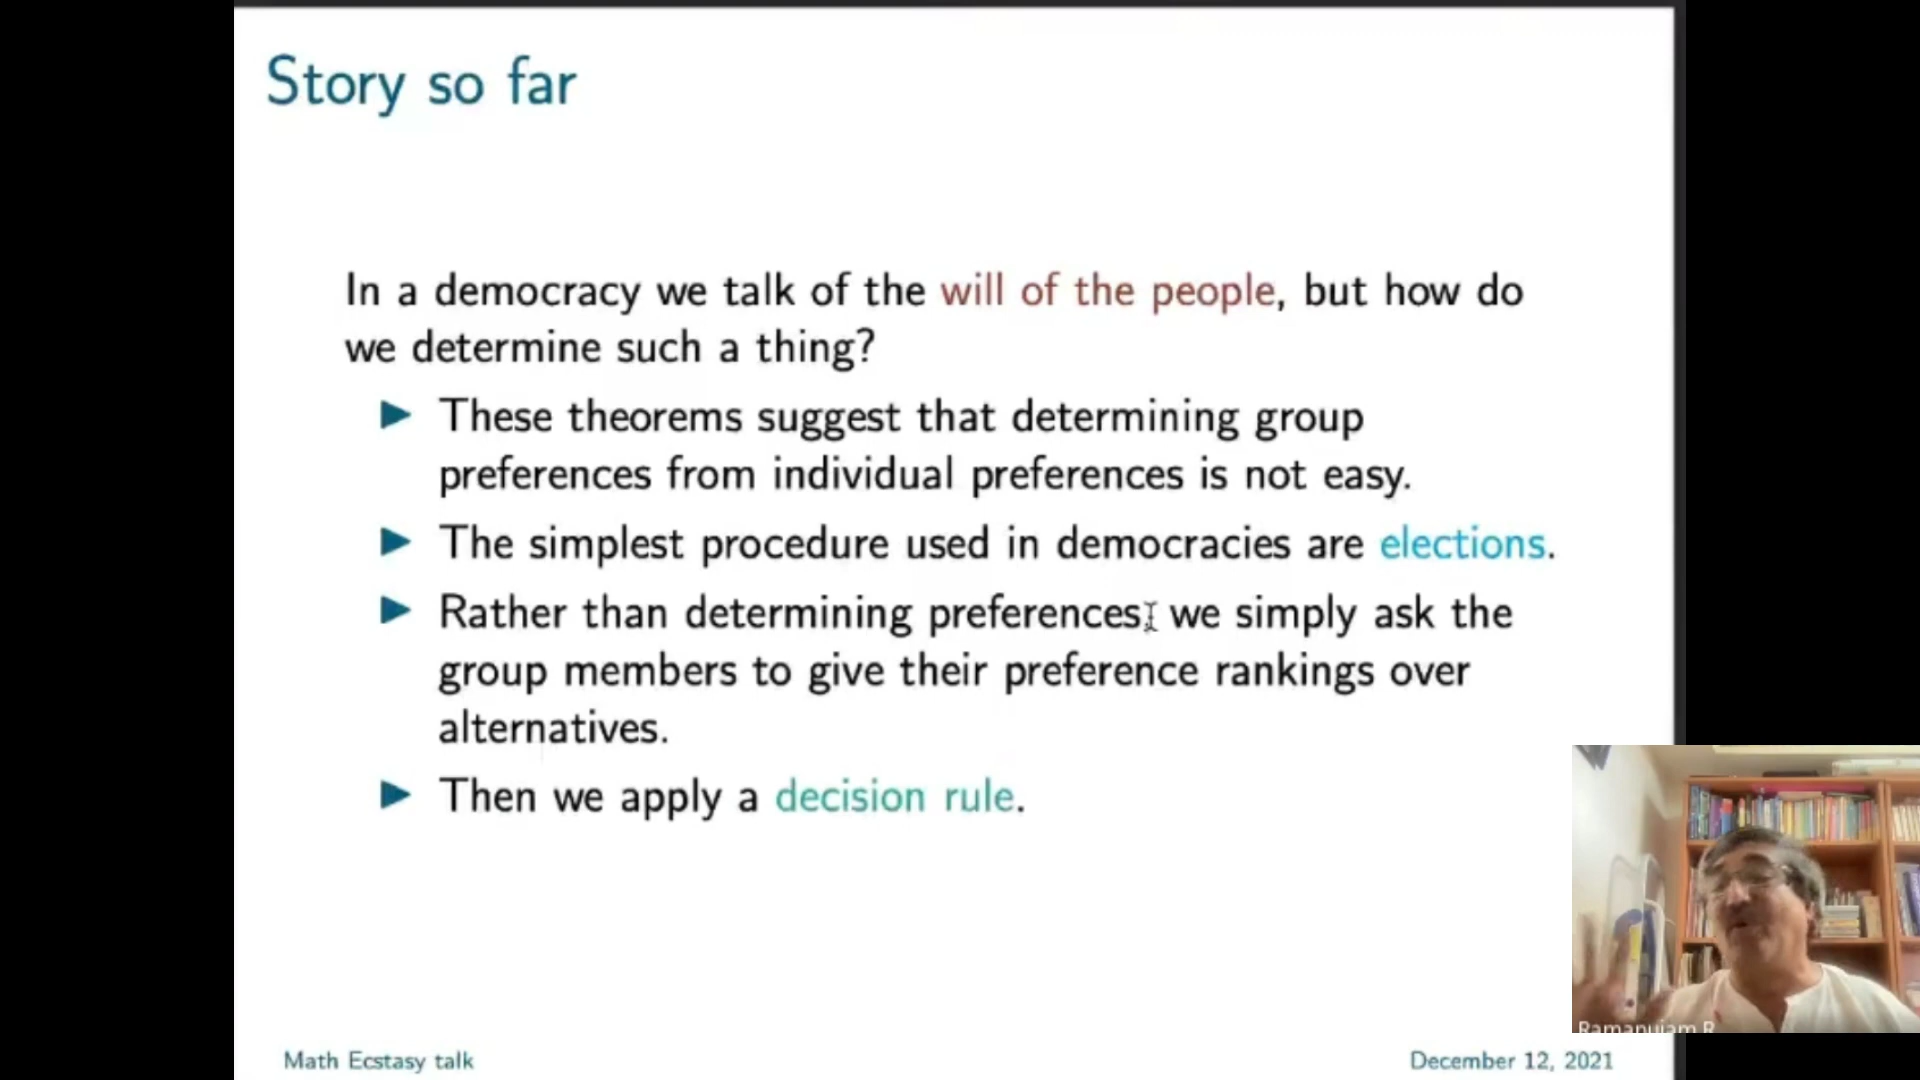 Story so far
In a democracy we talk of the will of the people, but how do
we determine such a thing?
▶ These theorems suggest that determining group
preferences from individual preferences is not easy.
▶ The simplest procedure used in democracies are elections.
▶ Rather than determining preferences, we simply ask the
group members to give their preference rankings over
alternatives.
▶ Then we apply a decision rule.
Ramanujam R
Math Ecstasy talk
December 12, 2021